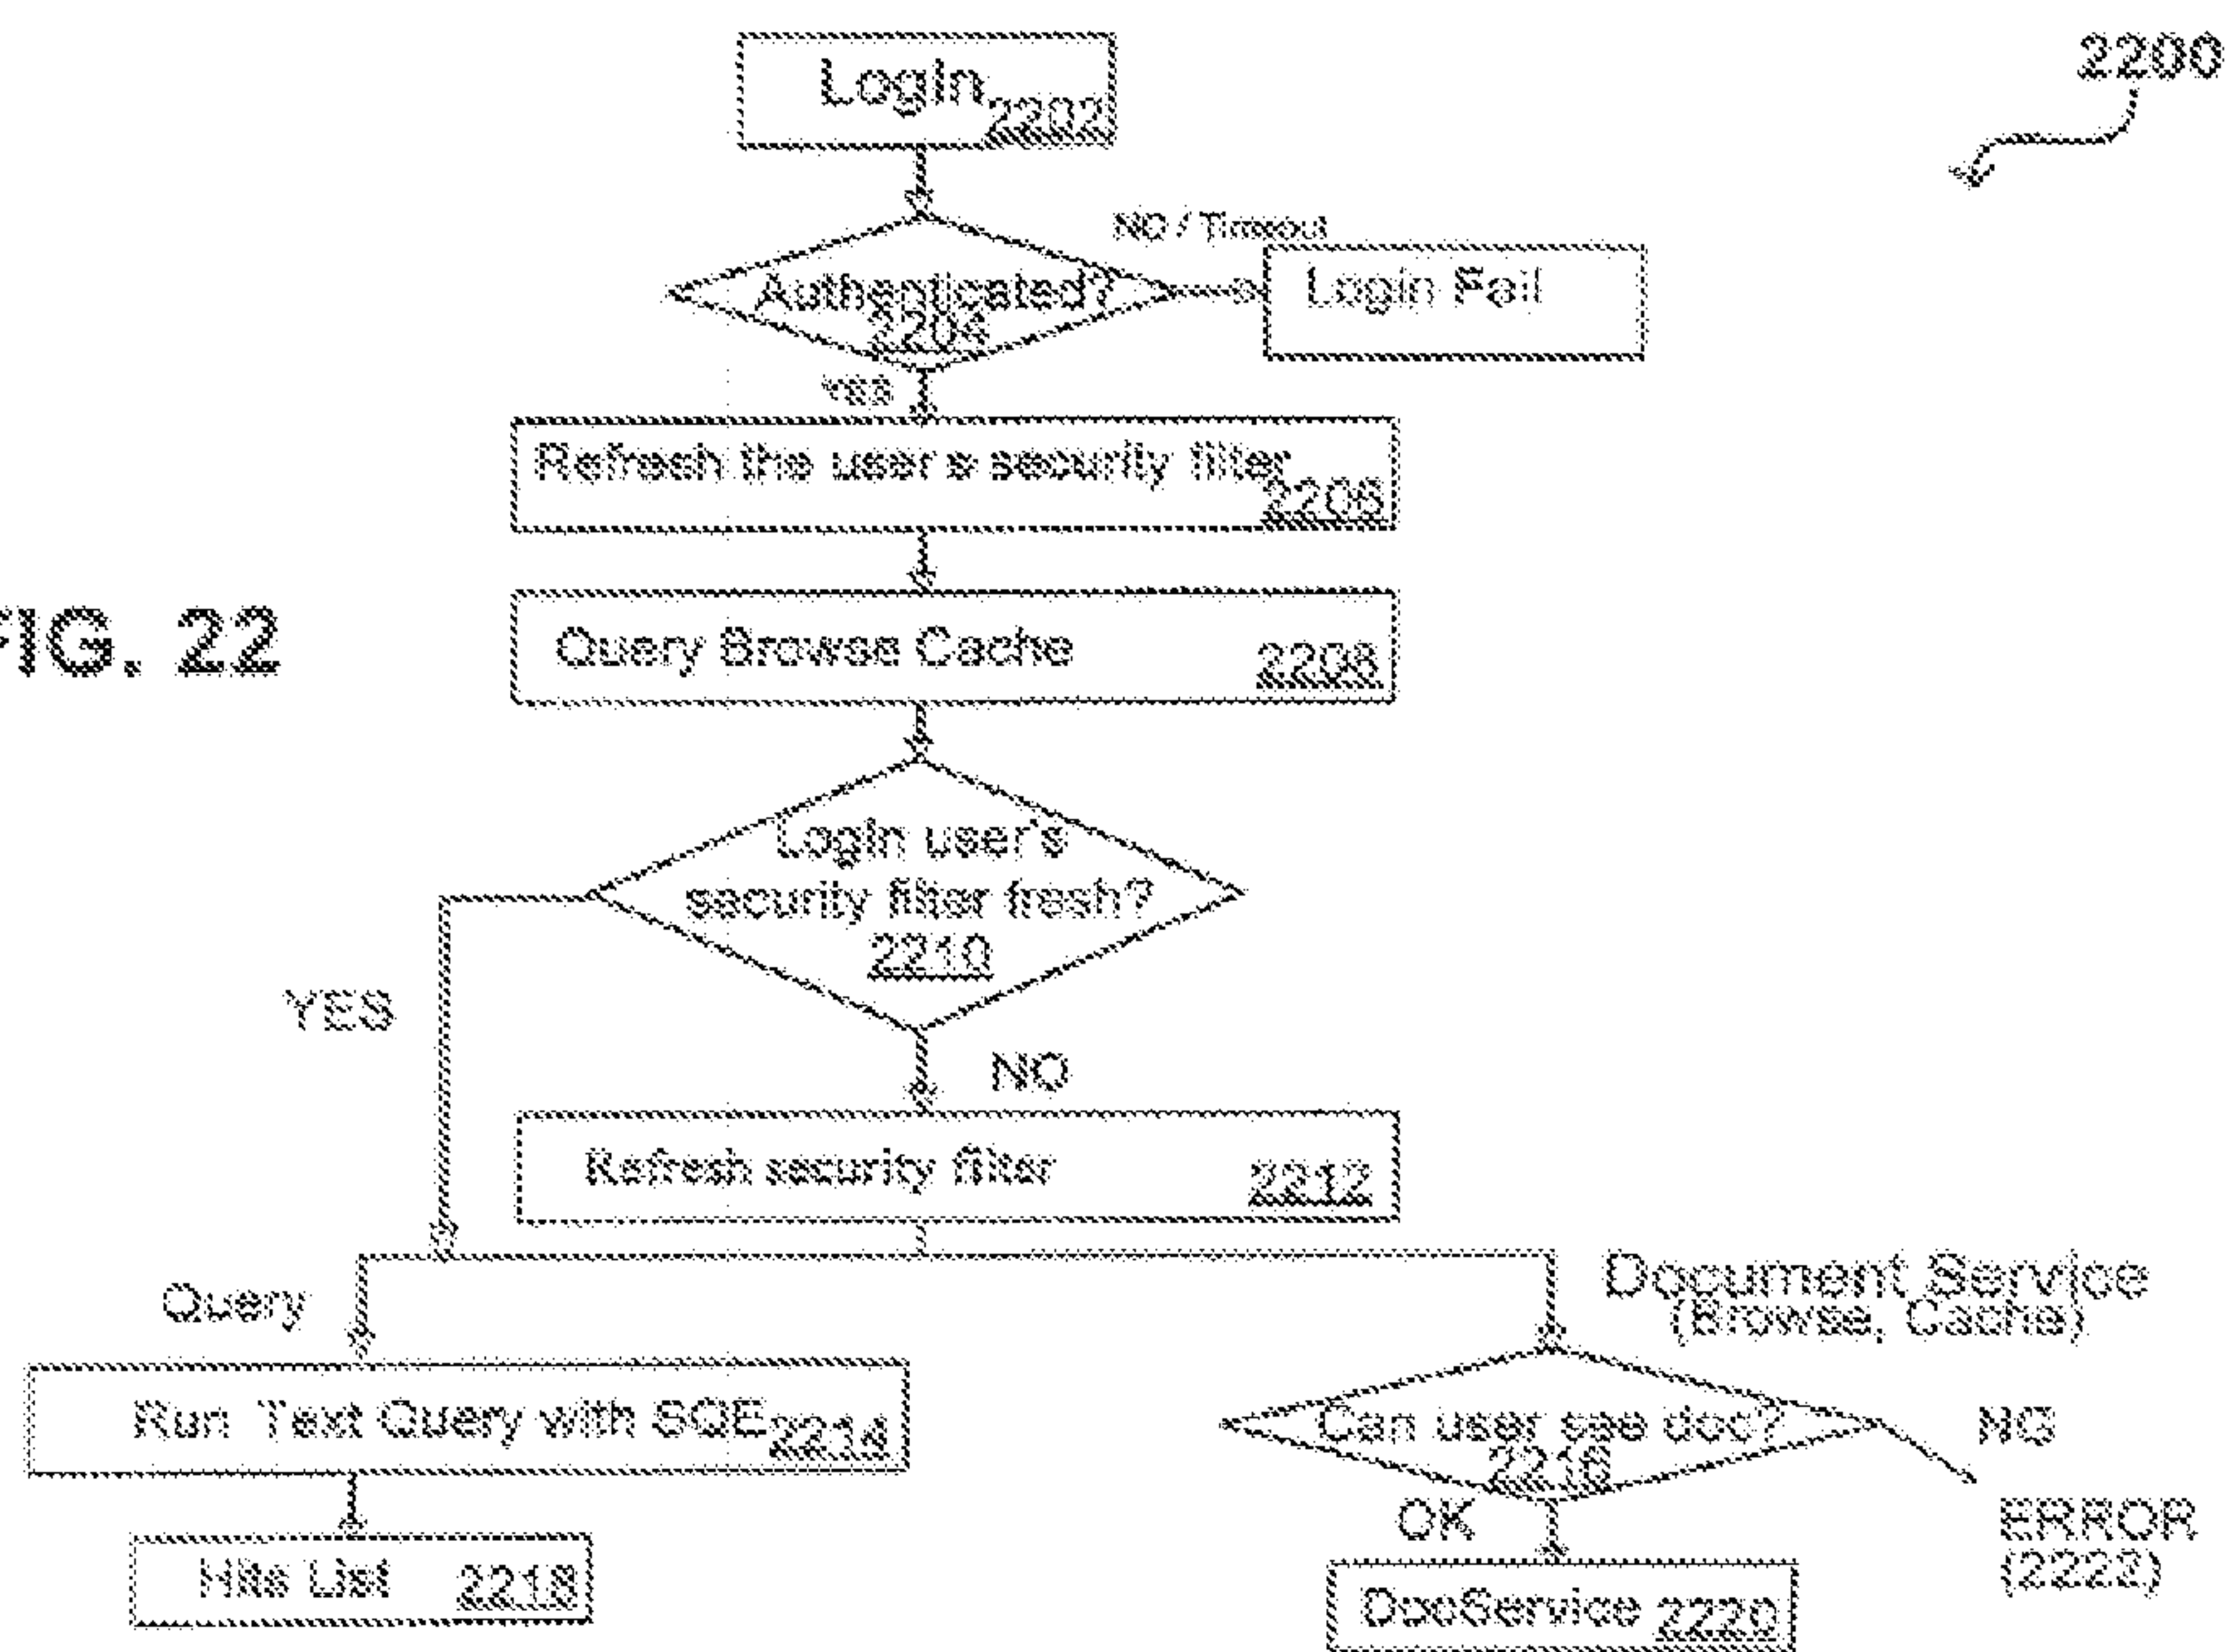 2200
Login 2202
NO / Timeout
Authenticated?
2204
Login Fail
YES
Refresh the user's security filter
2206
FIG. 22
Query Browse Cache 2208
Login user's
security filter fresh?
2210
YES
NO
Refresh security filter 2212
Query
Document Service
(Browse, Cache)
Run Text Query with SQE 2214
Can user see doc?
2216
NG
OK
ERROR
(2222)
Hits List 2218
DocService 2220